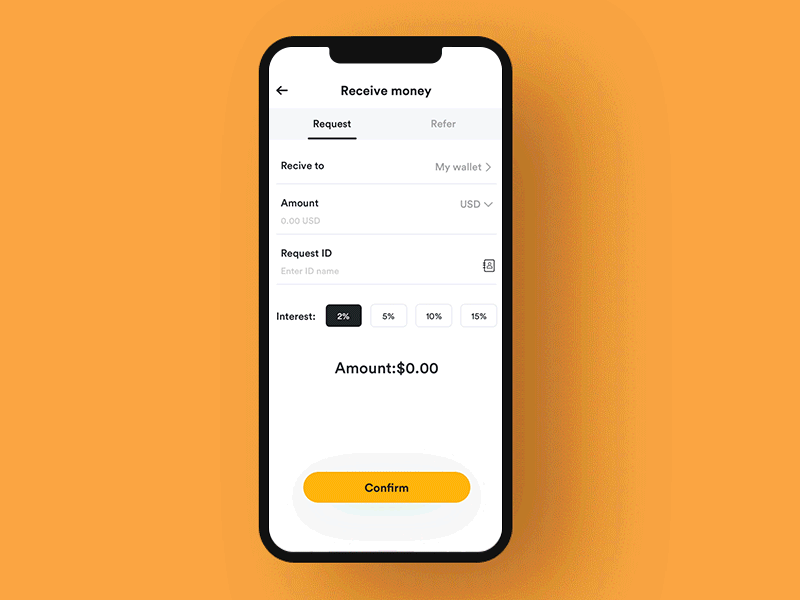 Receive money
Request Refer
Recive to My wallet
Amount USD
0.00 USD
Request ID
Enter ID name
Interest: 2% 5% 10% 15%
Amount:$0.00
Confirm